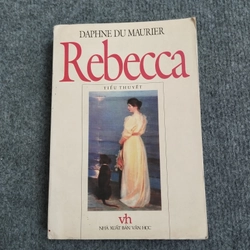 DAPHNE DU MAURIER
Rebecca
TIỂU THUYẾT
vh
NHÀ XUẤT BẢN VĂN HỌC